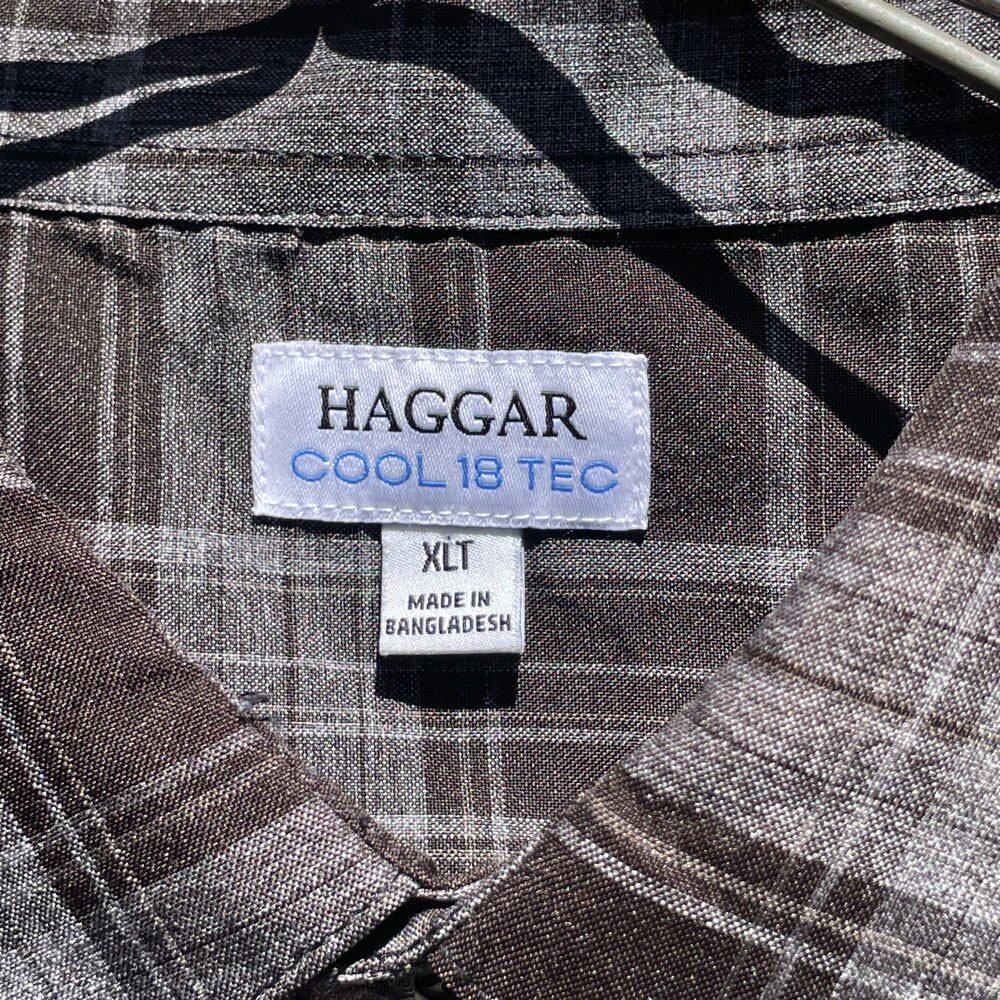 HAGGAR
COOL 18 TEC
XLT
MADE IN
BANGLADESH